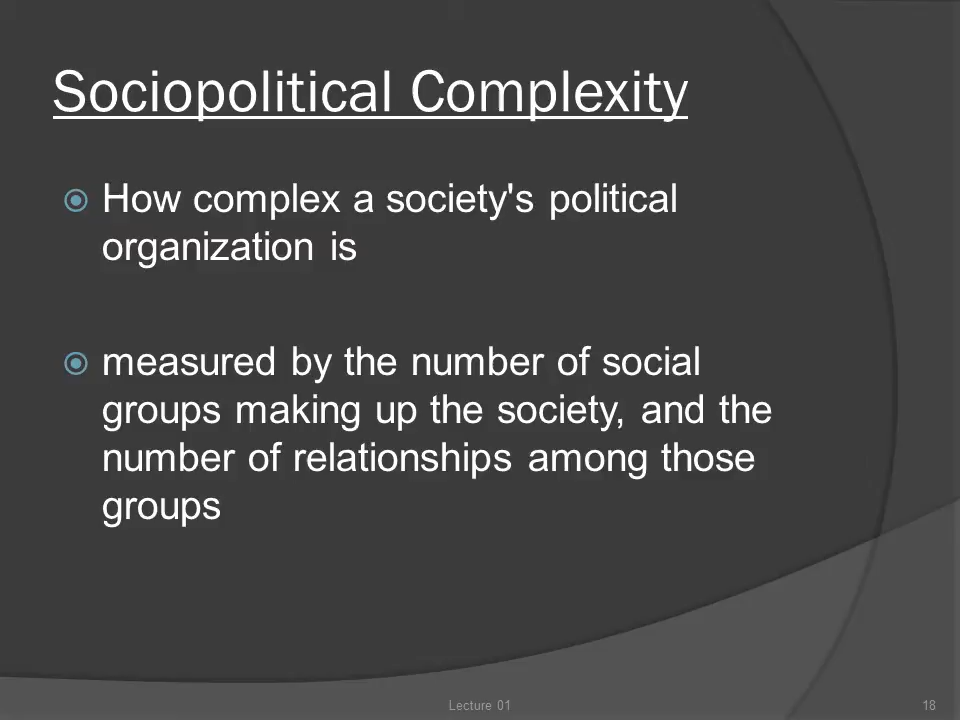 Sociopolitical Complexity
How complex a society's political
organization is
measured by the number of social
groups making up the society, and the
number of relationships among those
groups
Lecture 01
18